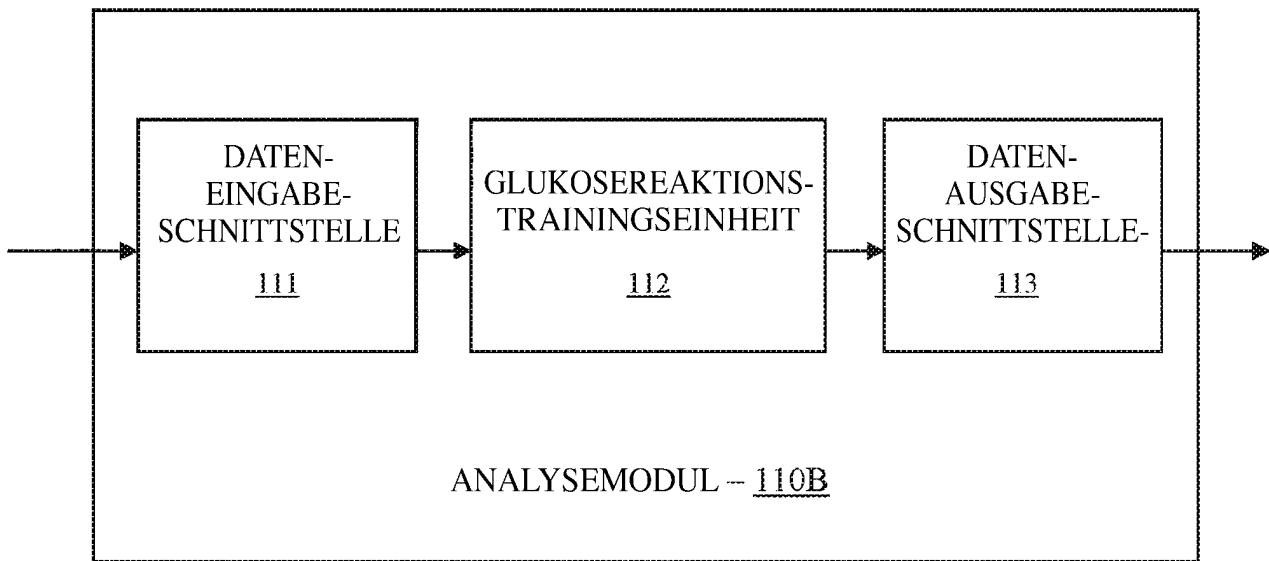 DATEN-
EINGABE-
SCHNITTSTELLE
111
GLUKOSEREAKTIONS-
TRAININGSEINHEIT
112
DATEN-
AUSGABE-
SCHNITTSTELLE-
113
ANALYSEMODUL – 110B